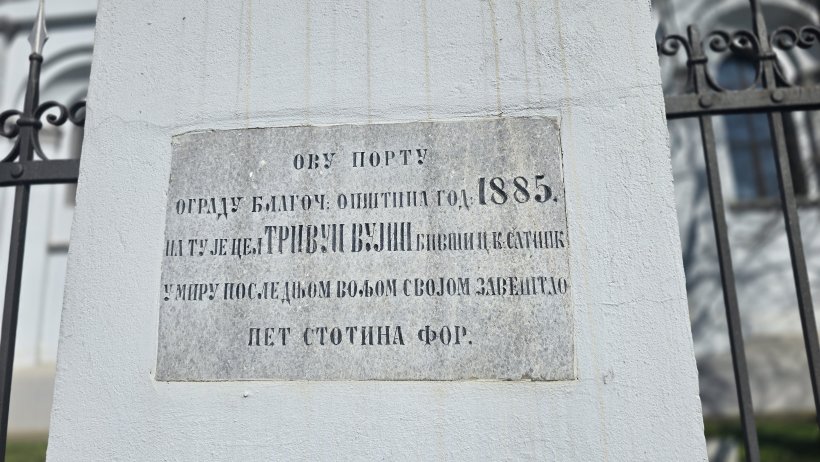 ОВУ ПОРТУ
ОГРАДУ БЛАГОЧ: ОПШТИНА ГОД: 1885.
НА ТУ ЈЕ ЦЕЛ ТРИВУН ВУЈИН БИВШИ Ц. К. САТНИК
У МИРУ ПОСЛЕДЊОМ ВОЉОМ СВОЈОМ ЗАВЕШТАО
ПЕТ СТОТИНА ФОР.